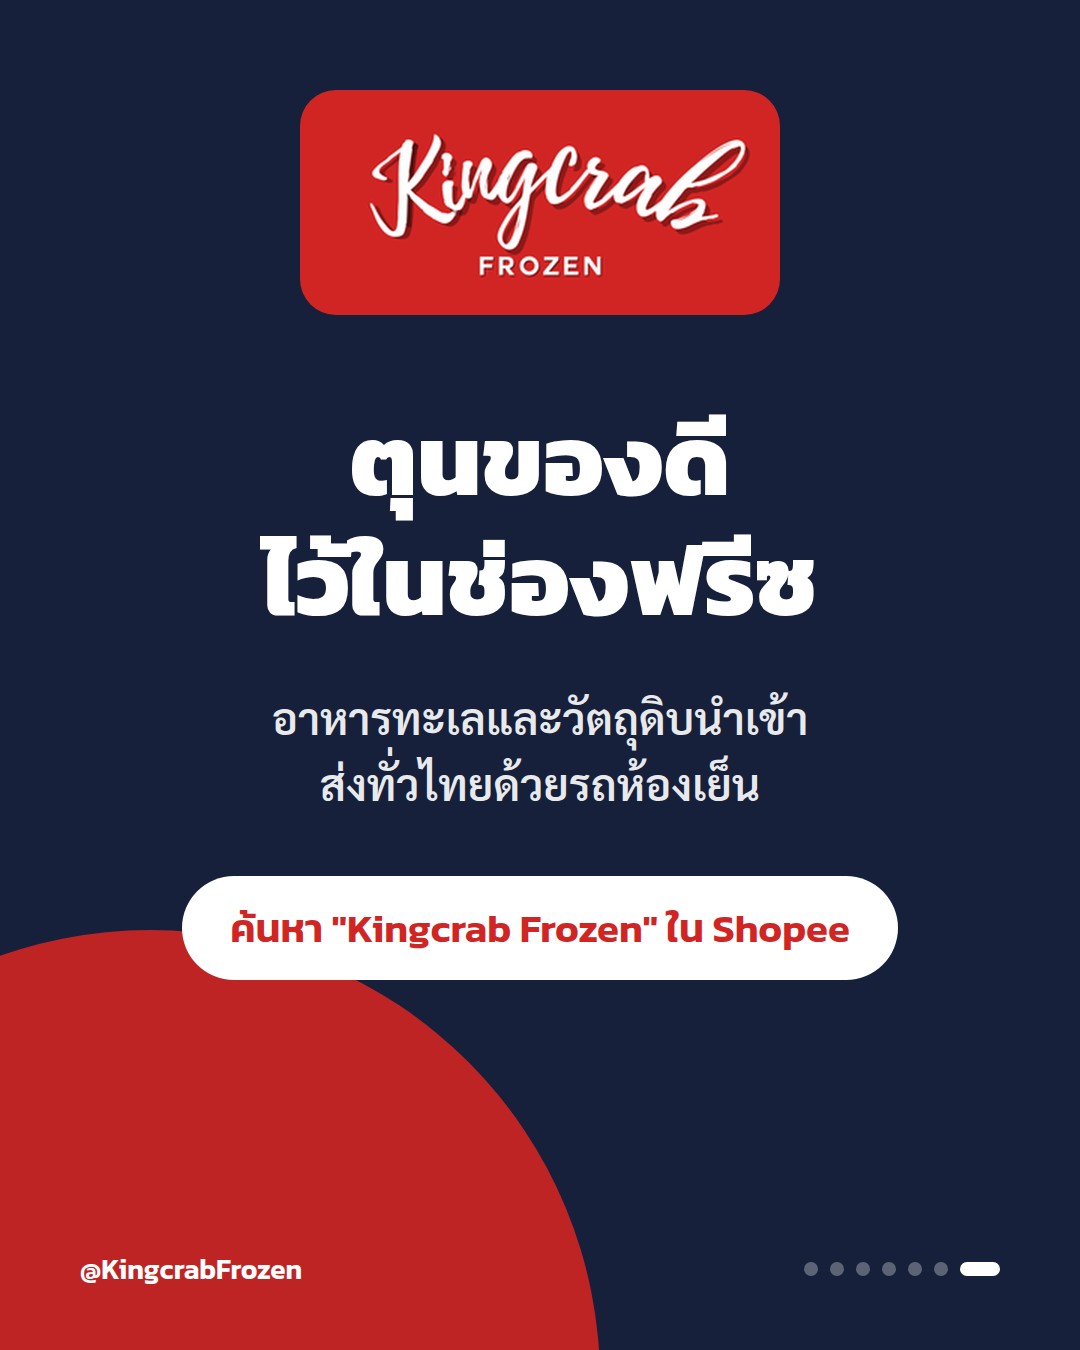 Kingcrab
FROZEN
ตุนของดี
ไว้ในช่องฟรีซ
อาหารทะเลและวัตถุดิบนำเข้า
ส่งทั่วไทยด้วยรถห้องเย็น
ค้นหา "Kingcrab Frozen" ใน Shopee
@KingcrabFrozen